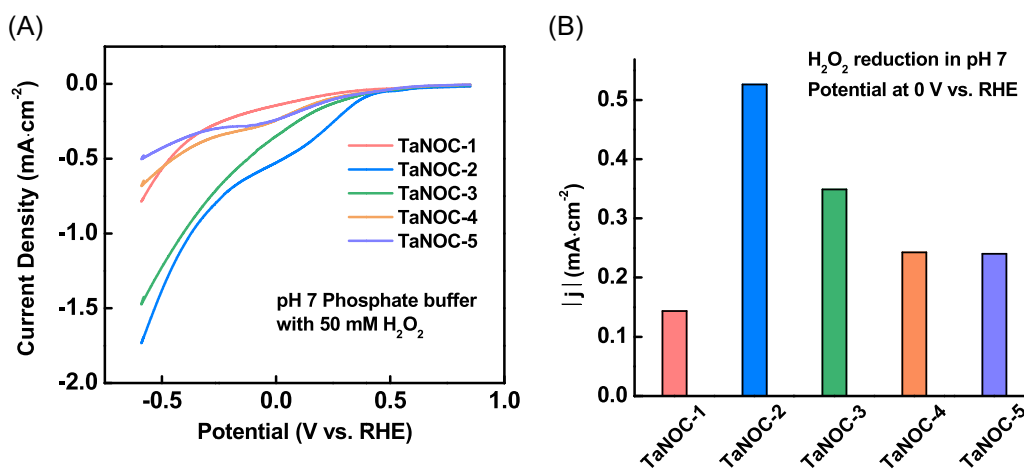 (A)
0.0
-0.5
-1.0
-1.5
-2.0
Current Density (mA·cm⁻²)
TaNOC-1
TaNOC-2
TaNOC-3
TaNOC-4
TaNOC-5
pH 7 Phosphate buffer
with 50 mM H₂O₂
-0.5
0.0
0.5
1.0
Potential (V vs. RHE)
(B)
H₂O₂ reduction in pH 7
Potential at 0 V vs. RHE
0.5
0.3
0.2
0.1
0.0
|j| (mA·cm⁻²)
TaNOC-1
TaNOC-2
TaNOC-3
TaNOC-4
TaNOC-5